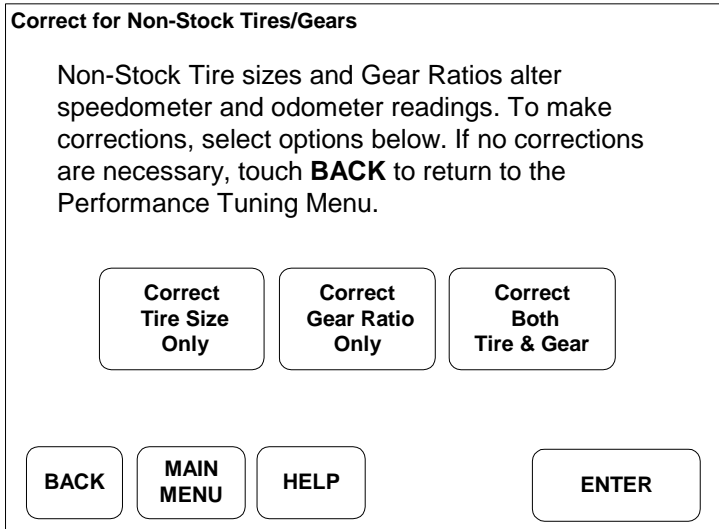 Correct for Non-Stock Tires/Gears
Non-Stock Tire sizes and Gear Ratios alter
speedometer and odometer readings. To make
corrections, select options below. If no corrections
are necessary, touch BACK to return to the
Performance Tuning Menu.
Correct
Tire Size
Only
Correct
Gear Ratio
Only
Correct
Both
Tire & Gear
BACK
MAIN
MENU
HELP
ENTER